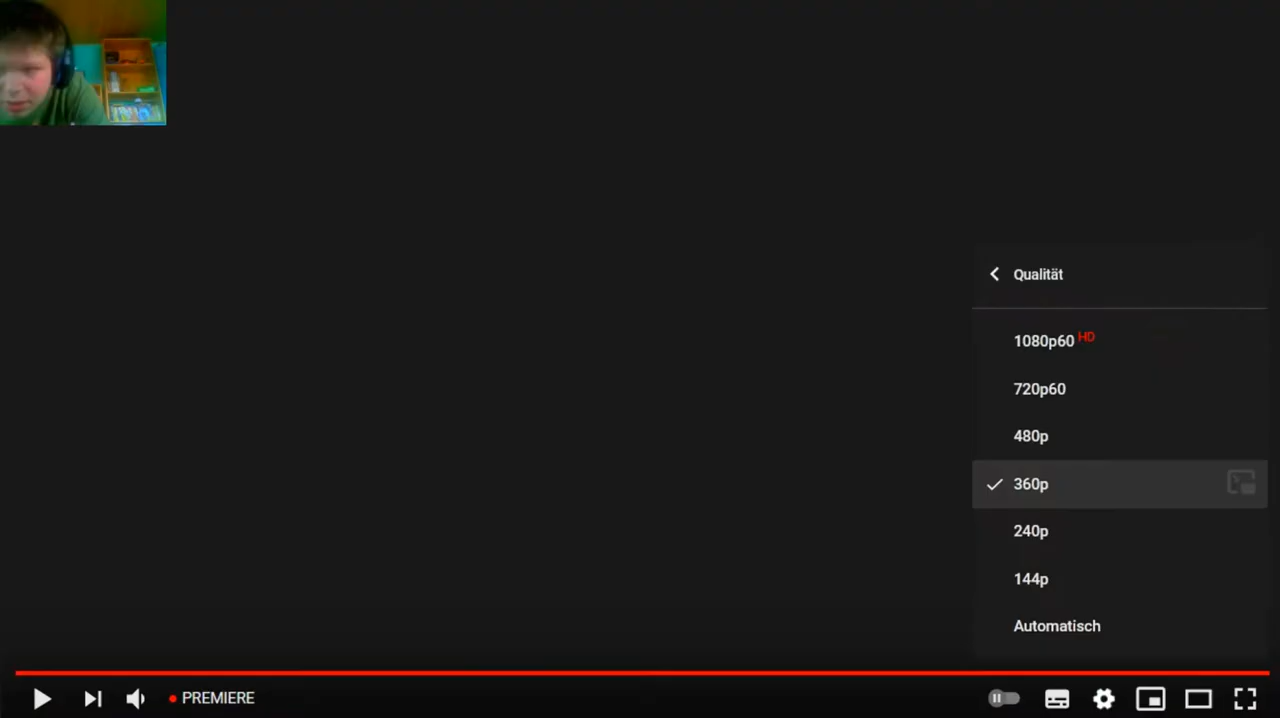 Qualität
1080p60 HD
720p60
480p
360p
240p
144p
Automatisch
PREMIERE